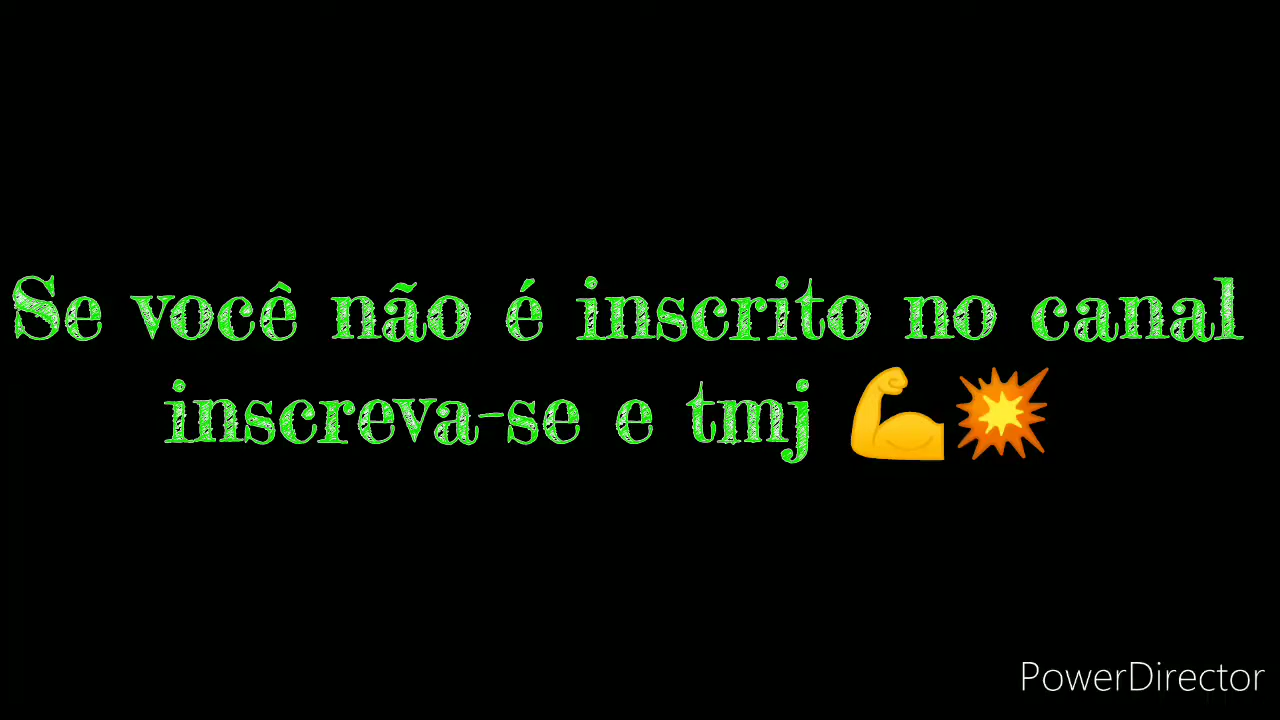 Se você não é inscrito no canal
inscreva-se e tmj 💪💥
PowerDirector